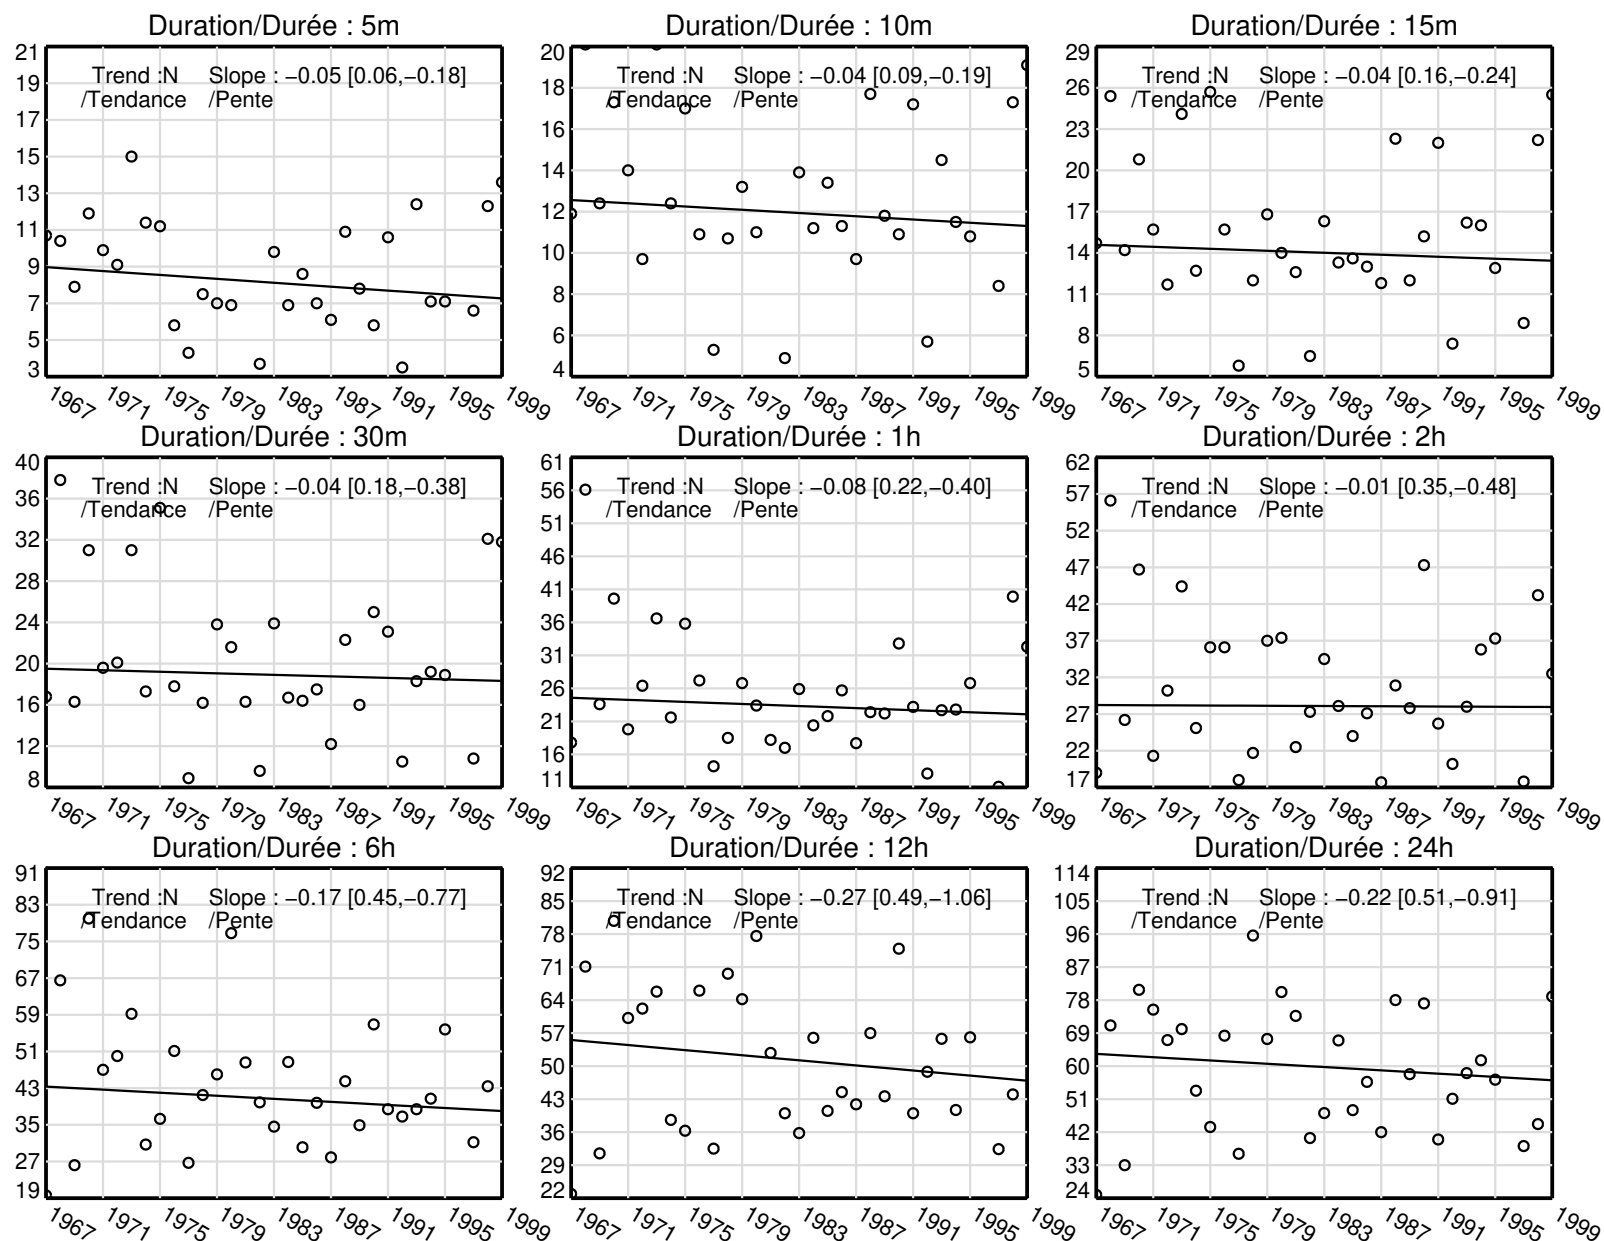 Duration/Durée : 5m
21
19
17
15
13
11
9
7
5
3
Trend :N Slope : −0.05 [0.06,−0.18]
/Tendance /Pente
1967 1971 1975 1979 1983 1987 1991 1995 1999
Duration/Durée : 10m
20
18
16
14
12
10
8
6
4
Trend :N Slope : −0.04 [0.09,−0.19]
/Tendance /Pente
1967 1971 1975 1979 1983 1987 1991 1995 1999
Duration/Durée : 15m
29
26
23
20
17
14
11
8
5
Trend :N Slope : −0.04 [0.16,−0.24]
/Tendance /Pente
1967 1971 1975 1979 1983 1987 1991 1995 1999
Duration/Durée : 30m
40
36
32
28
24
20
16
12
8
Trend :N Slope : −0.04 [0.18,−0.38]
/Tendance /Pente
1967 1971 1975 1979 1983 1987 1991 1995 1999
Duration/Durée : 1h
61
56
51
46
41
36
31
26
21
16
11
Trend :N Slope : −0.08 [0.22,−0.40]
/Tendance /Pente
1967 1971 1975 1979 1983 1987 1991 1995 1999
Duration/Durée : 2h
62
57
52
47
42
37
32
27
22
17
Trend :N Slope : −0.01 [0.35,−0.48]
/Tendance /Pente
1967 1971 1975 1979 1983 1987 1991 1995 1999
Duration/Durée : 6h
91
83
75
67
59
51
43
35
27
19
Trend :N Slope : −0.17 [0.45,−0.77]
/Tendance /Pente
1967 1971 1975 1979 1983 1987 1991 1995 1999
Duration/Durée : 12h
92
85
78
71
64
57
50
43
36
29
22
Trend :N Slope : −0.27 [0.49,−1.06]
/Tendance /Pente
1967 1971 1975 1979 1983 1987 1991 1995 1999
Duration/Durée : 24h
114
105
96
87
78
69
60
51
42
33
24
Trend :N Slope : −0.22 [0.51,−0.91]
/Tendance /Pente
1967 1971 1975 1979 1983 1987 1991 1995 1999